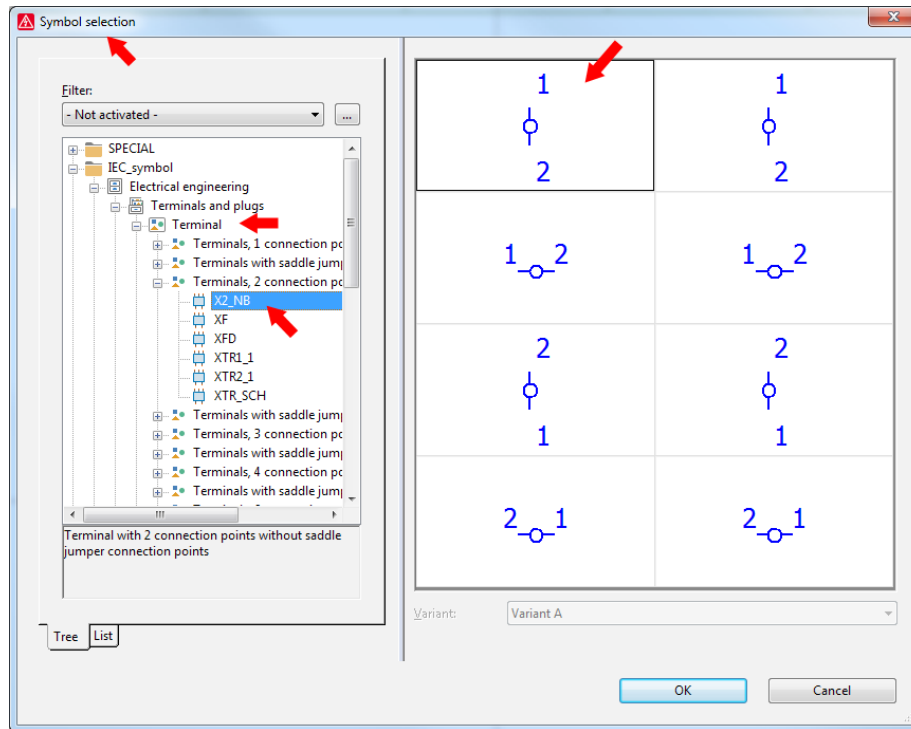 Symbol selection
Filter:
- Not activated -
...
SPECIAL
IEC_symbol
Electrical engineering
Terminals and plugs
Terminal
Terminals, 1 connection po
Terminals with saddle jump
Terminals, 2 connection po
X2_NB
XF
XFD
XTR1_1
XTR2_1
XTR_SCH
Terminals with saddle jump
Terminals, 3 connection po
Terminals with saddle jump
Terminals, 4 connection po
Terminals with saddle jump
Terminal with 2 connection points without saddle
jumper connection points
Tree List
1 1
2 2
1 2 1 2
2 2
1 1
2 1 2 1
Variant: Variant A
OK Cancel